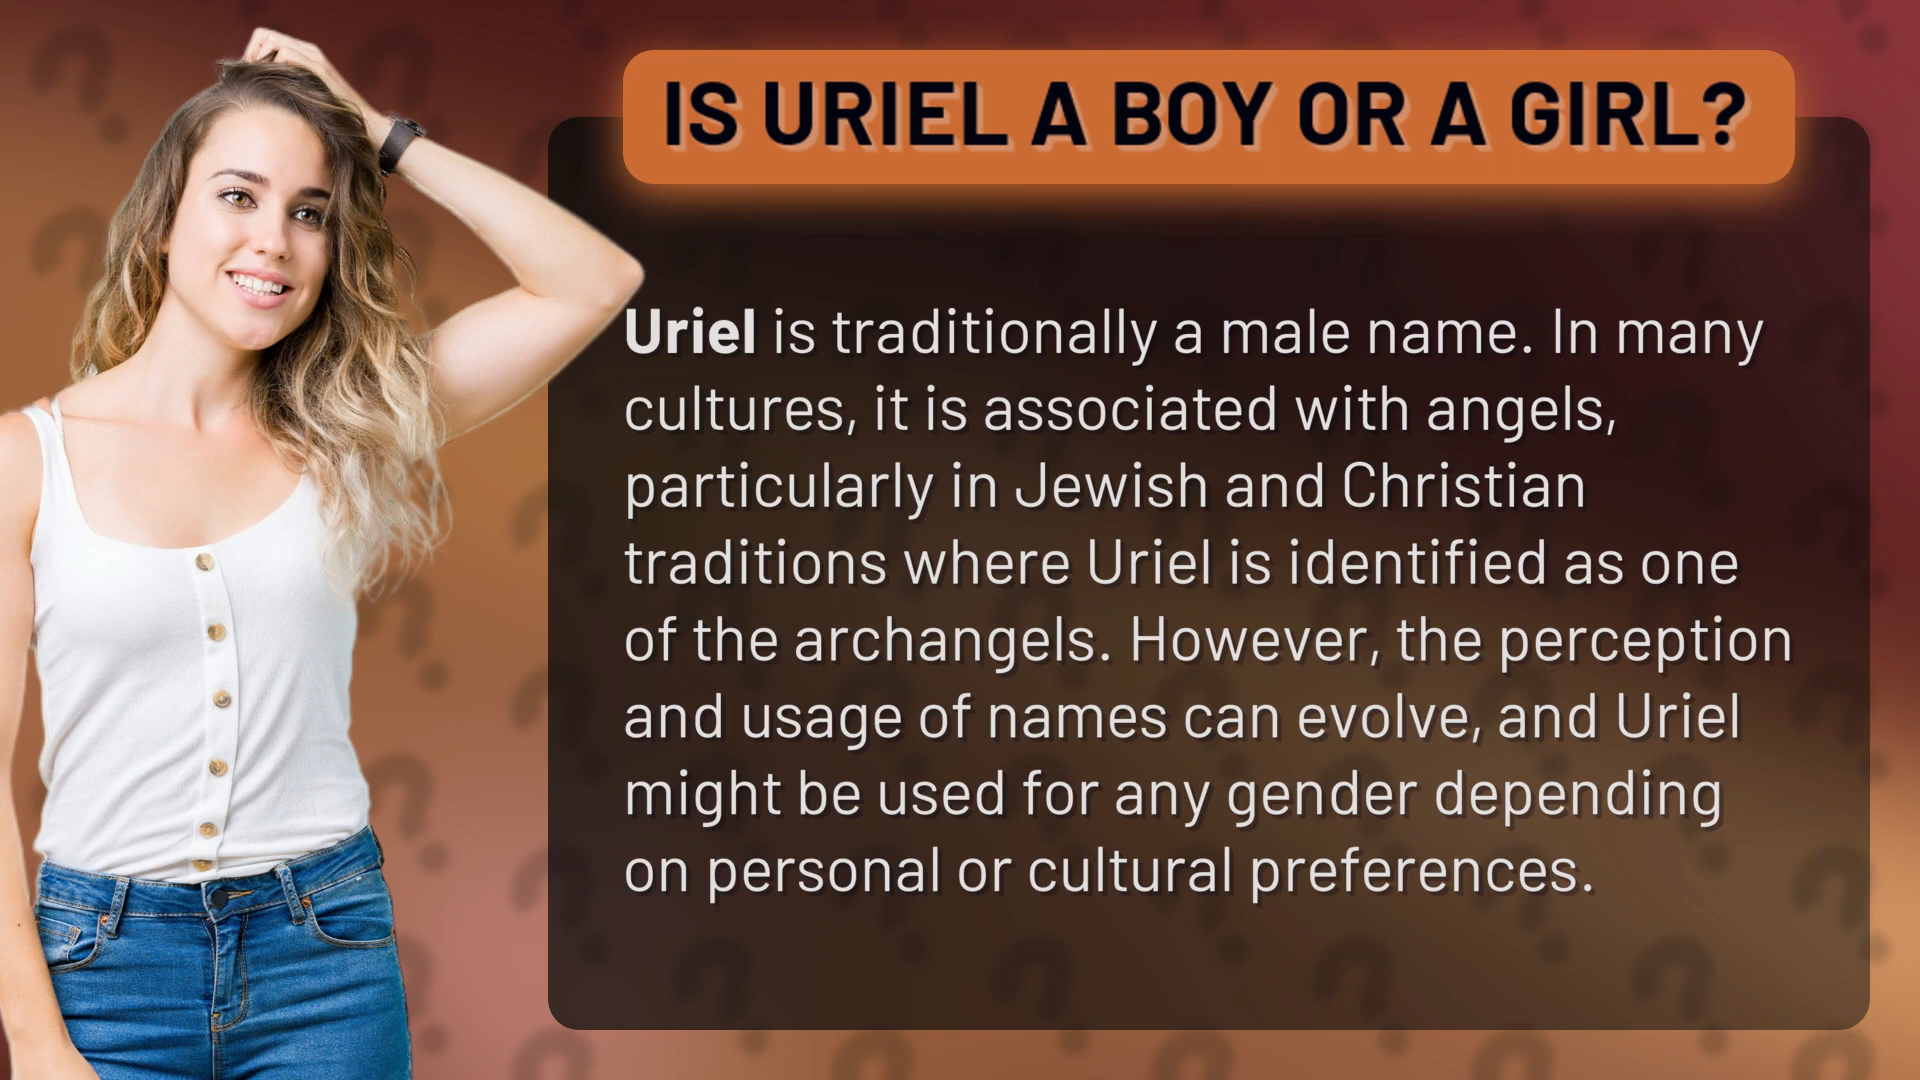 IS URIEL A BOY OR A GIRL?
Uriel is traditionally a male name. In many
cultures, it is associated with angels,
particularly in Jewish and Christian
traditions where Uriel is identified as one
of the archangels. However, the perception
and usage of names can evolve, and Uriel
might be used for any gender depending
on personal or cultural preferences.